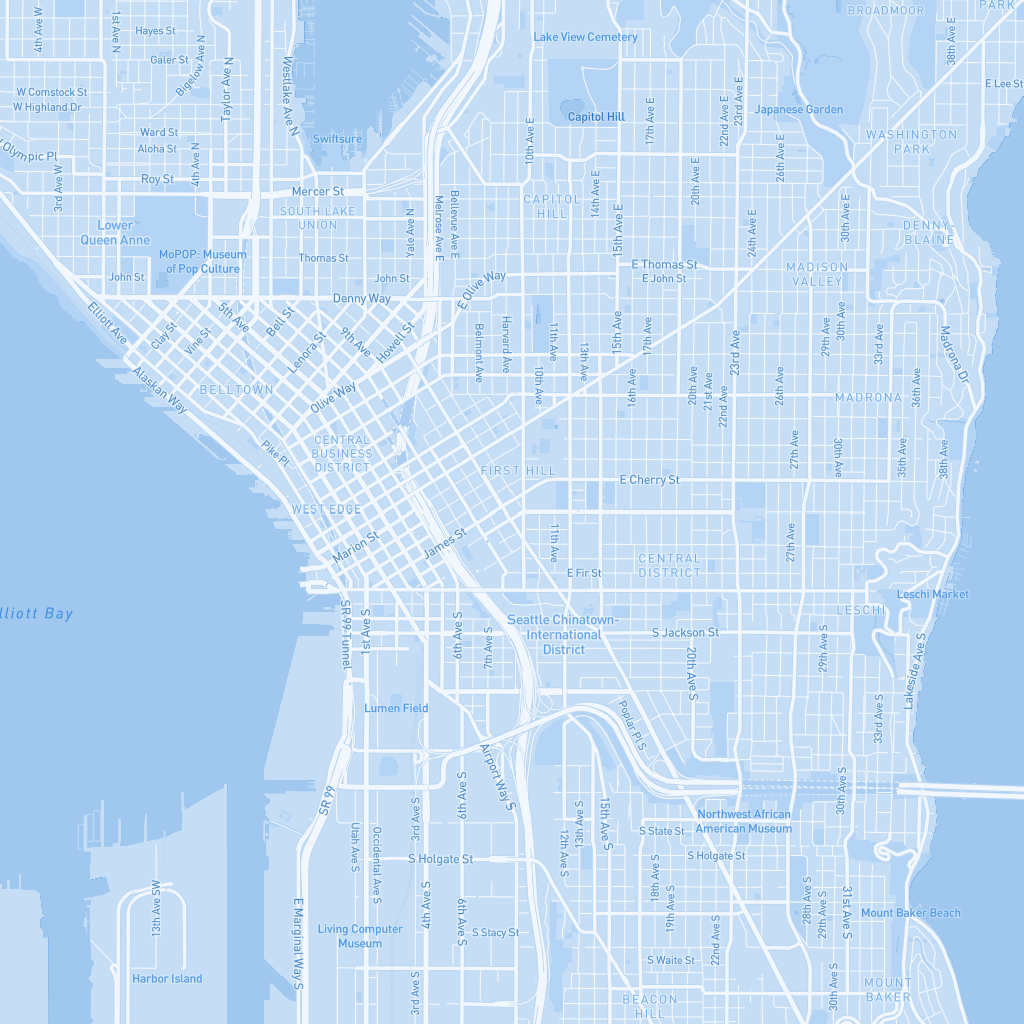 4th Ave W
1st Ave N
Hayes St
Galer St
Bigelow Ave N
Taylor Ave N
Westlake Ave N
Lake View Cemetery
BROADMOOR
PARK
38th Ave E
E Lee St
W Comstock St
W Highland Dr
Ward St
Aloha St
Olympic Pl
3rd Ave W
Roy St
4th Ave N
Swiftsure
Mercer St
Capitol Hill
10th Ave E
17th Ave E
22nd Ave E
23rd Ave E
Japanese Garden
WASHINGTON
PARK
26th Ave E
20th Ave E
14th Ave E
15th Ave E
24th Ave E
30th Ave E
DENNY
BLAINE
CAPITOL
HILL
SOUTH LAKE
UNION
Lower
Queen Anne
MoPOP: Museum
of Pop Culture
Yale Ave N
Melrose Ave E
Bellevue Ave E
John St
Thomas St
John St
Denny Way
E Olive Way
E Thomas St
E John St
MADISON
VALLEY
Elliott Ave
Clay St
Vine St
5th Ave
Bell St
Lenora St
9th Ave
Howell St
Belmont Ave
Harvard Ave
11th Ave
10th Ave
13th Ave
15th Ave
17th Ave
16th Ave
20th Ave
21st Ave
22nd Ave
23rd Ave
26th Ave
29th Ave
30th Ave
33rd Ave
36th Ave
Madrona Dr
MADRONA
Alaskan Way
BELLTOWN
Olive Way
CENTRAL
BUSINESS
DISTRICT
Pike Pl
FIRST HILL
E Cherry St
27th Ave
30th Ave
35th Ave
38th Ave
WEST EDGE
Marion St
James St
11th Ave
E Fir St
CENTRAL
DISTRICT
27th Ave
Leschi Market
LESCHI
lliott Bay
SR 99 Tunnel
1st Ave S
6th Ave S
7th Ave S
Seattle Chinatown-
International
District
S Jackson St
20th Ave S
29th Ave S
33rd Ave S
Lakeside Ave S
Lumen Field
Airport Way S
Poplar Pl S
SR 99
6th Ave S
3rd Ave S
Utah Ave S
Occidental Ave S
S Holgate St
12th Ave S
13th Ave S
15th Ave S
S State St
Northwest African
American Museum
S Holgate St
30th Ave S
18th Ave S
19th Ave S
22nd Ave S
28th Ave S
29th Ave S
31st Ave S
Mount Baker Beach
13th Ave SW
Harbor Island
E Marginal Way S
Living Computer
Museum
4th Ave S
6th Ave S
S Stacy St
3rd Ave S
S Waite St
BEACON
HILL
30th Ave S
MOUNT
BAKER